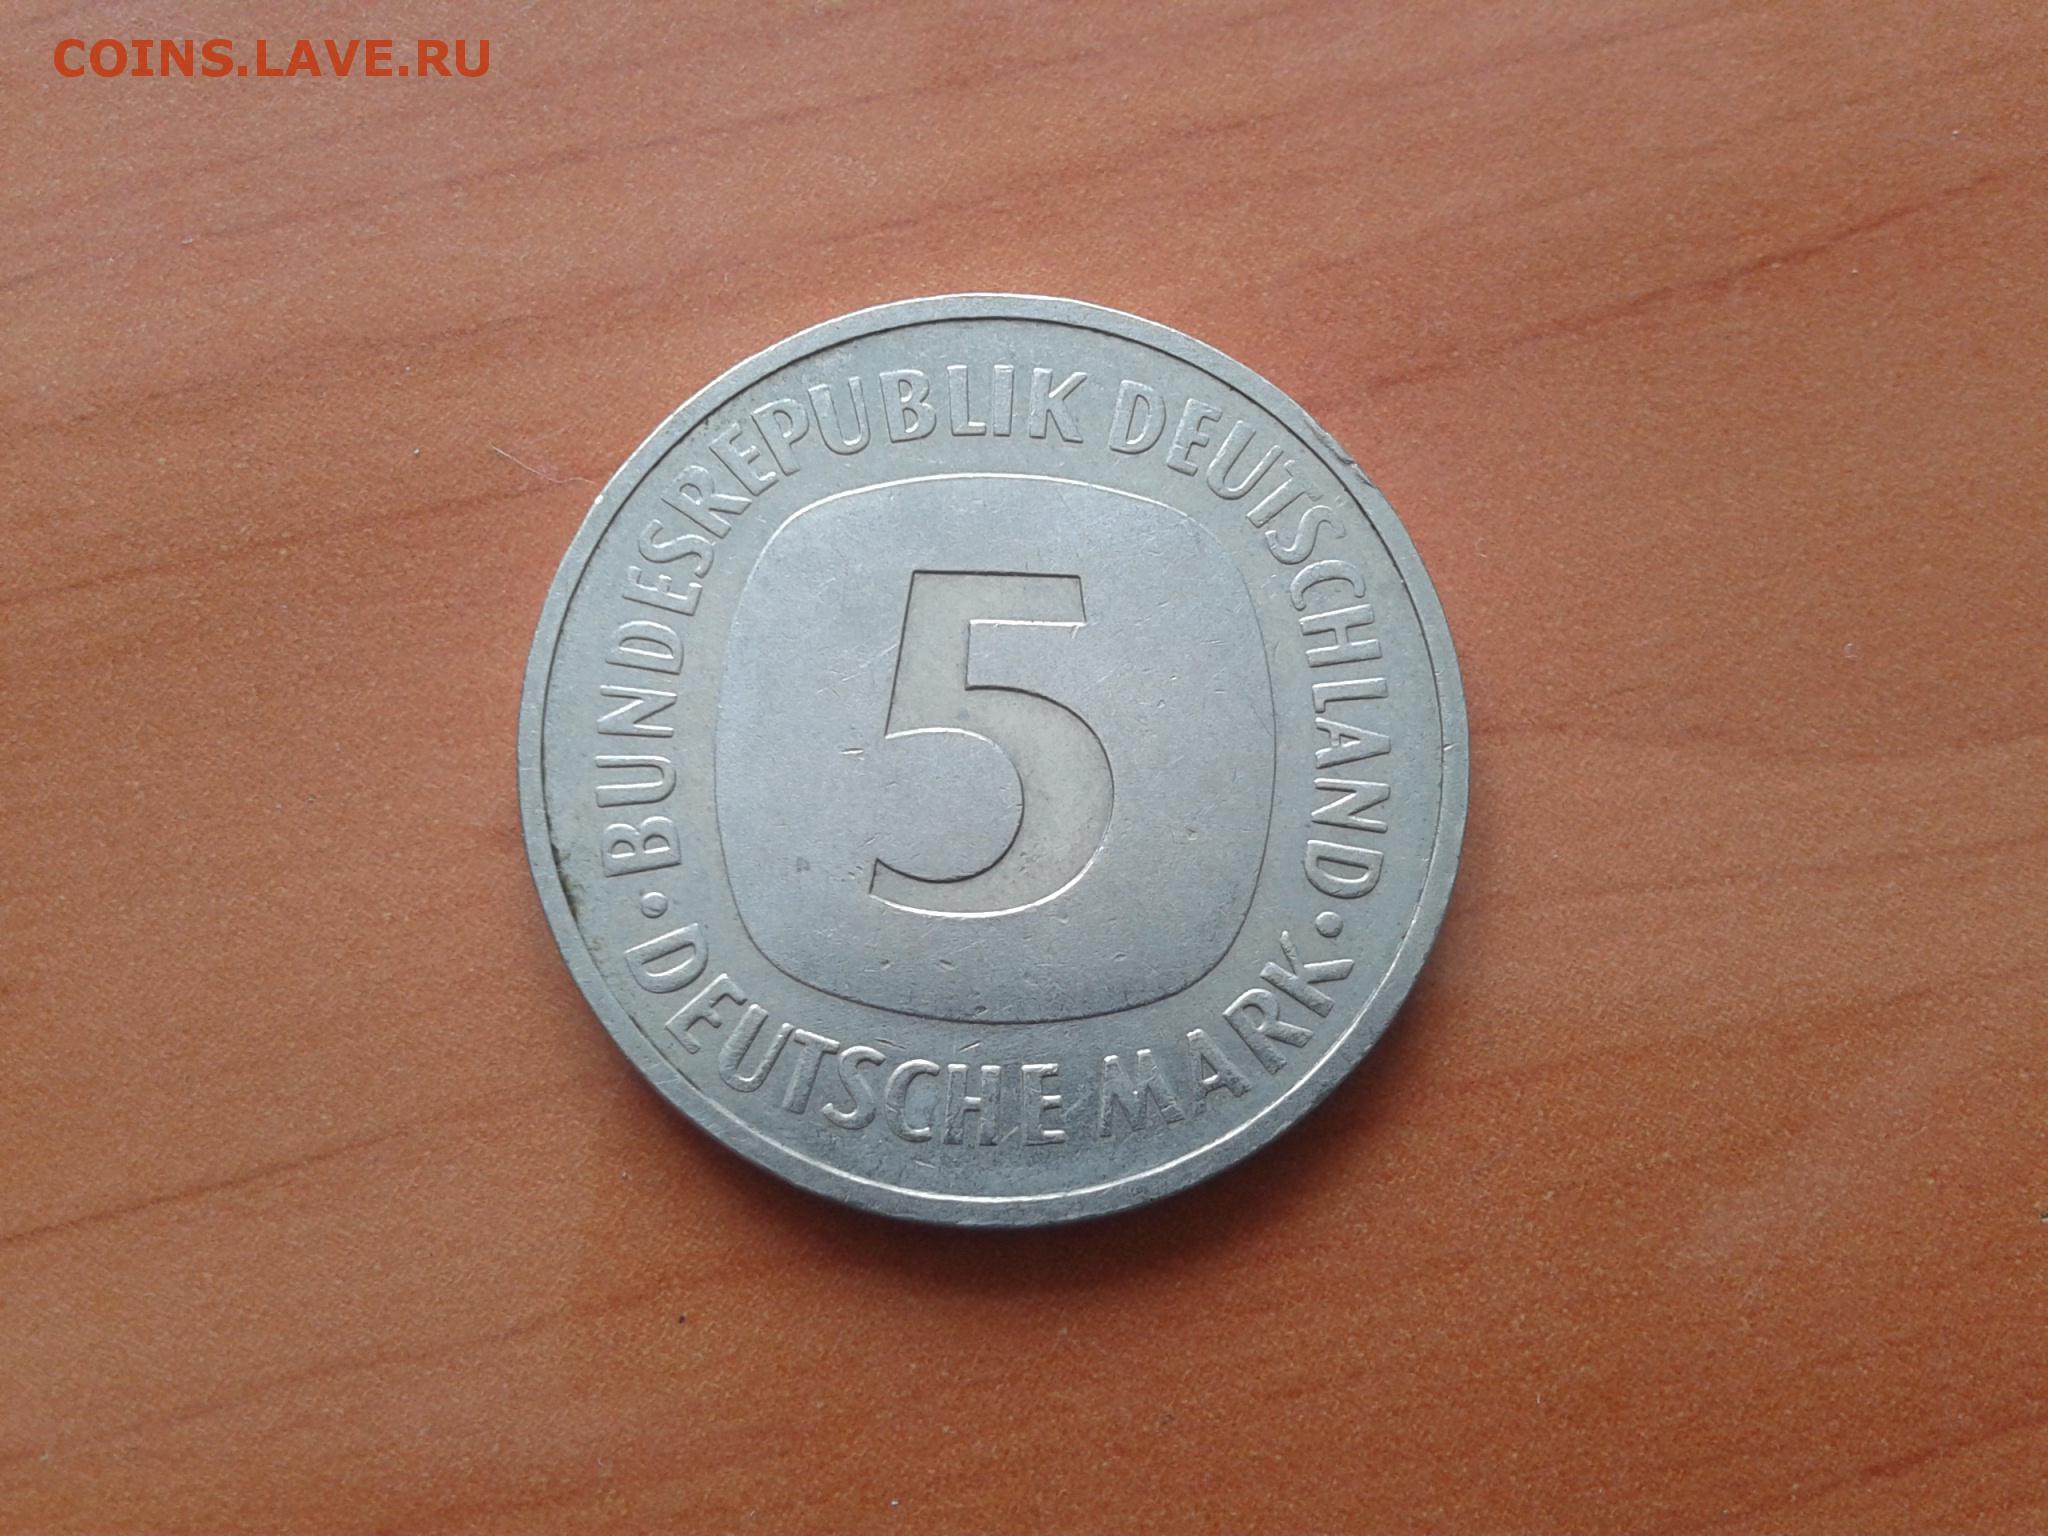 COINS.LAVE.RU
BUNDESREPUBLIK DEUTSCHLAND
5
DEUTSCHE MARK